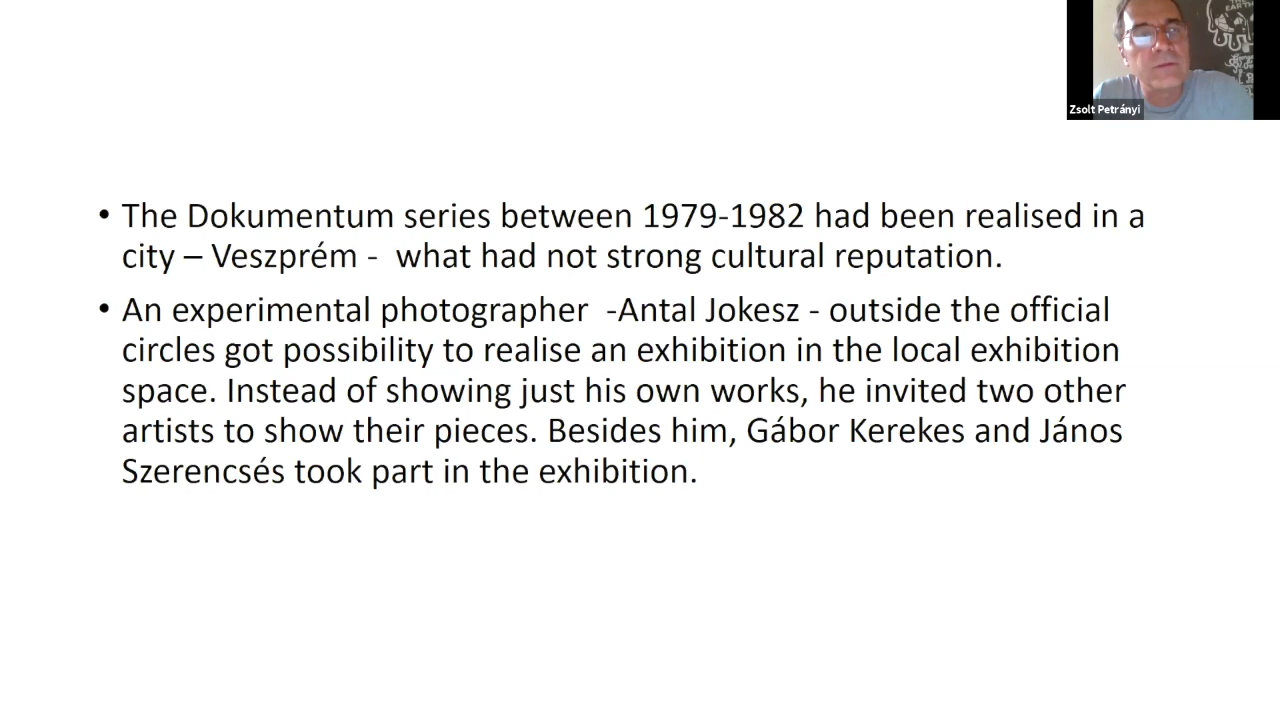 THE
EARTH
Zsolt Petrányi
• The Dokumentum series between 1979-1982 had been realised in a
city – Veszprém - what had not strong cultural reputation.
• An experimental photographer -Antal Jokesz - outside the official
circles got possibility to realise an exhibition in the local exhibition
space. Instead of showing just his own works, he invited two other
artists to show their pieces. Besides him, Gábor Kerekes and János
Szerencsés took part in the exhibition.